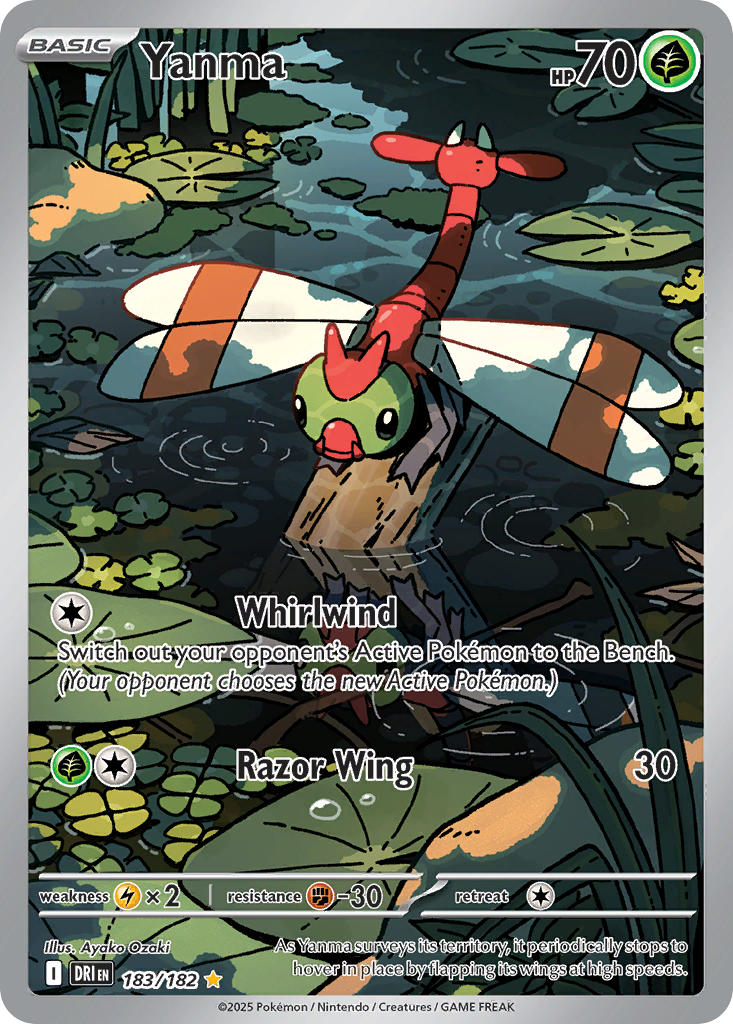 BASIC Yanma HP70
Whirlwind
Switch out your opponent's Active Pokémon to the Bench.
(Your opponent chooses the new Active Pokémon.)
Razor Wing 30
weakness ×2 resistance -30 retreat
Illus. Ayako Ozaki
As Yanma surveys its territory, it periodically stops to
hover in place by flapping its wings at high speeds.
I DRI EN 183/182
©2025 Pokémon / Nintendo / Creatures / GAME FREAK